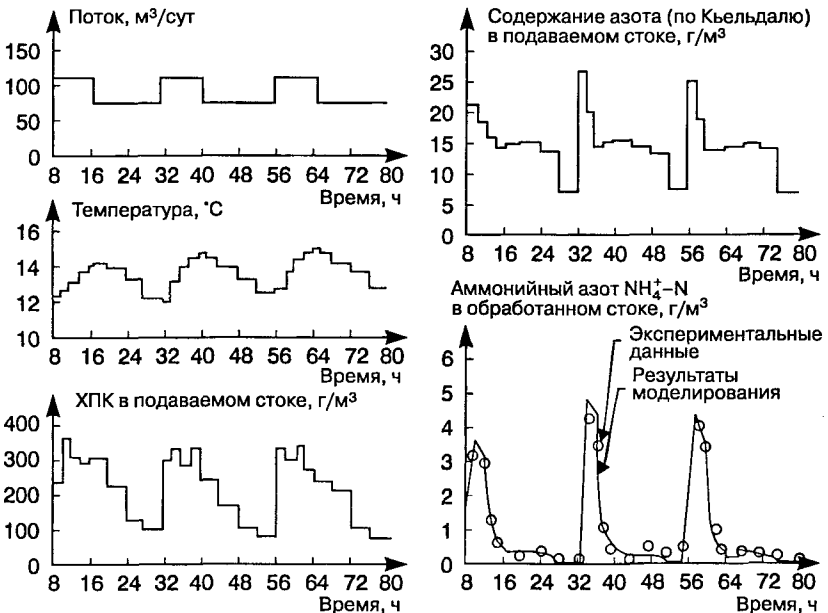 Поток, м³/сут
150
100
50
0
8 16 24 32 40 48 56 64 72 80
Время, ч
Температура, °C
16
14
12
10
8 16 24 32 40 48 56 64 72 80
Время, ч
ХПК в подаваемом стоке, г/м³
400
300
200
100
0
8 16 24 32 40 48 56 64 72 80
Время, ч
Содержание азота (по Кьельдалю)
в подаваемом стоке, г/м³
30
25
20
15
10
5
0
8 16 24 32 40 48 56 64 72 80
Время, ч
Аммонийный азот NH₄⁺–N
в обработанном стоке, г/м³
Экспериментальные
данные
Результаты
моделирования
6
5
4
3
2
1
0
8 16 24 32 40 48 56 64 72 80
Время, ч